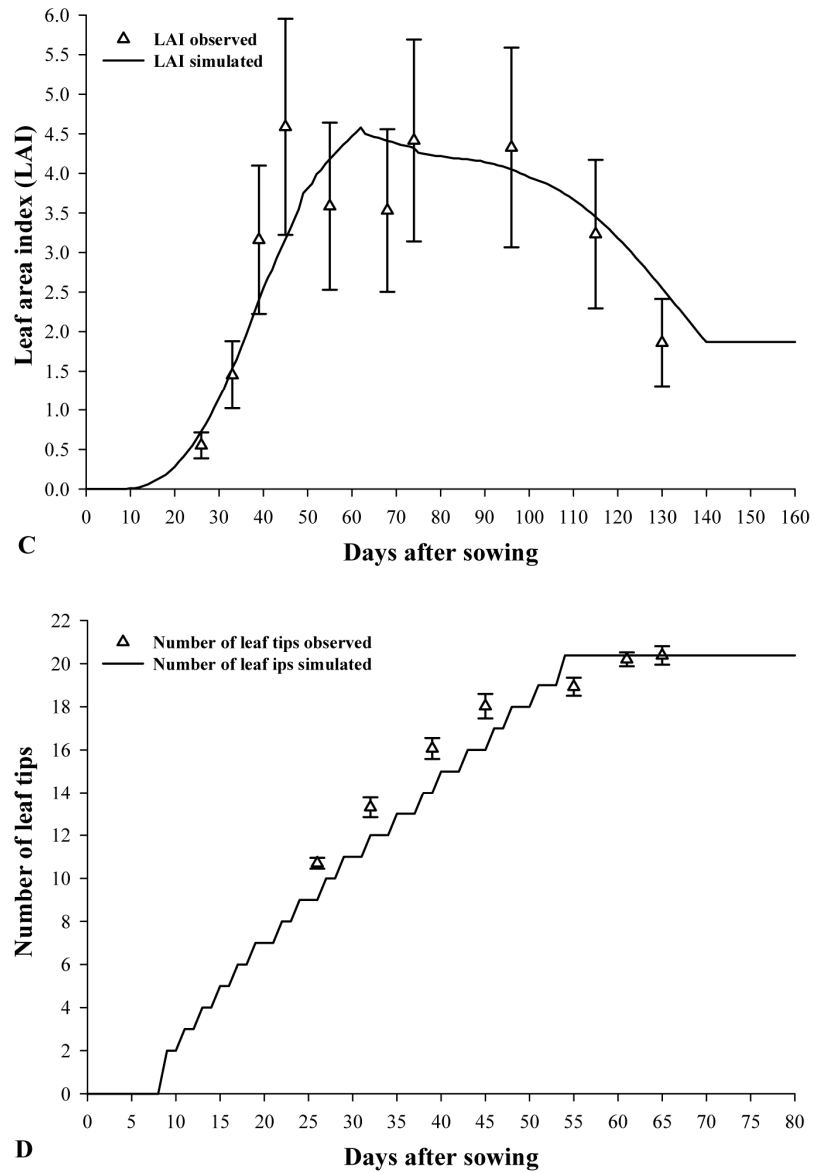 6.0
5.5
5.0
4.5
4.0
3.5
3.0
2.5
2.0
1.5
1.0
0.5
0.0
Leaf area index (LAI)
LAI observed
LAI simulated
0 10 20 30 40 50 60 70 80 90 100 110 120 130 140 150 160
C
Days after sowing
22
20
18
16
14
12
10
8
6
4
2
0
Number of leaf tips
Number of leaf tips observed
Number of leaf ips simulated
0 5 10 15 20 25 30 35 40 45 50 55 60 65 70 75 80
D
Days after sowing